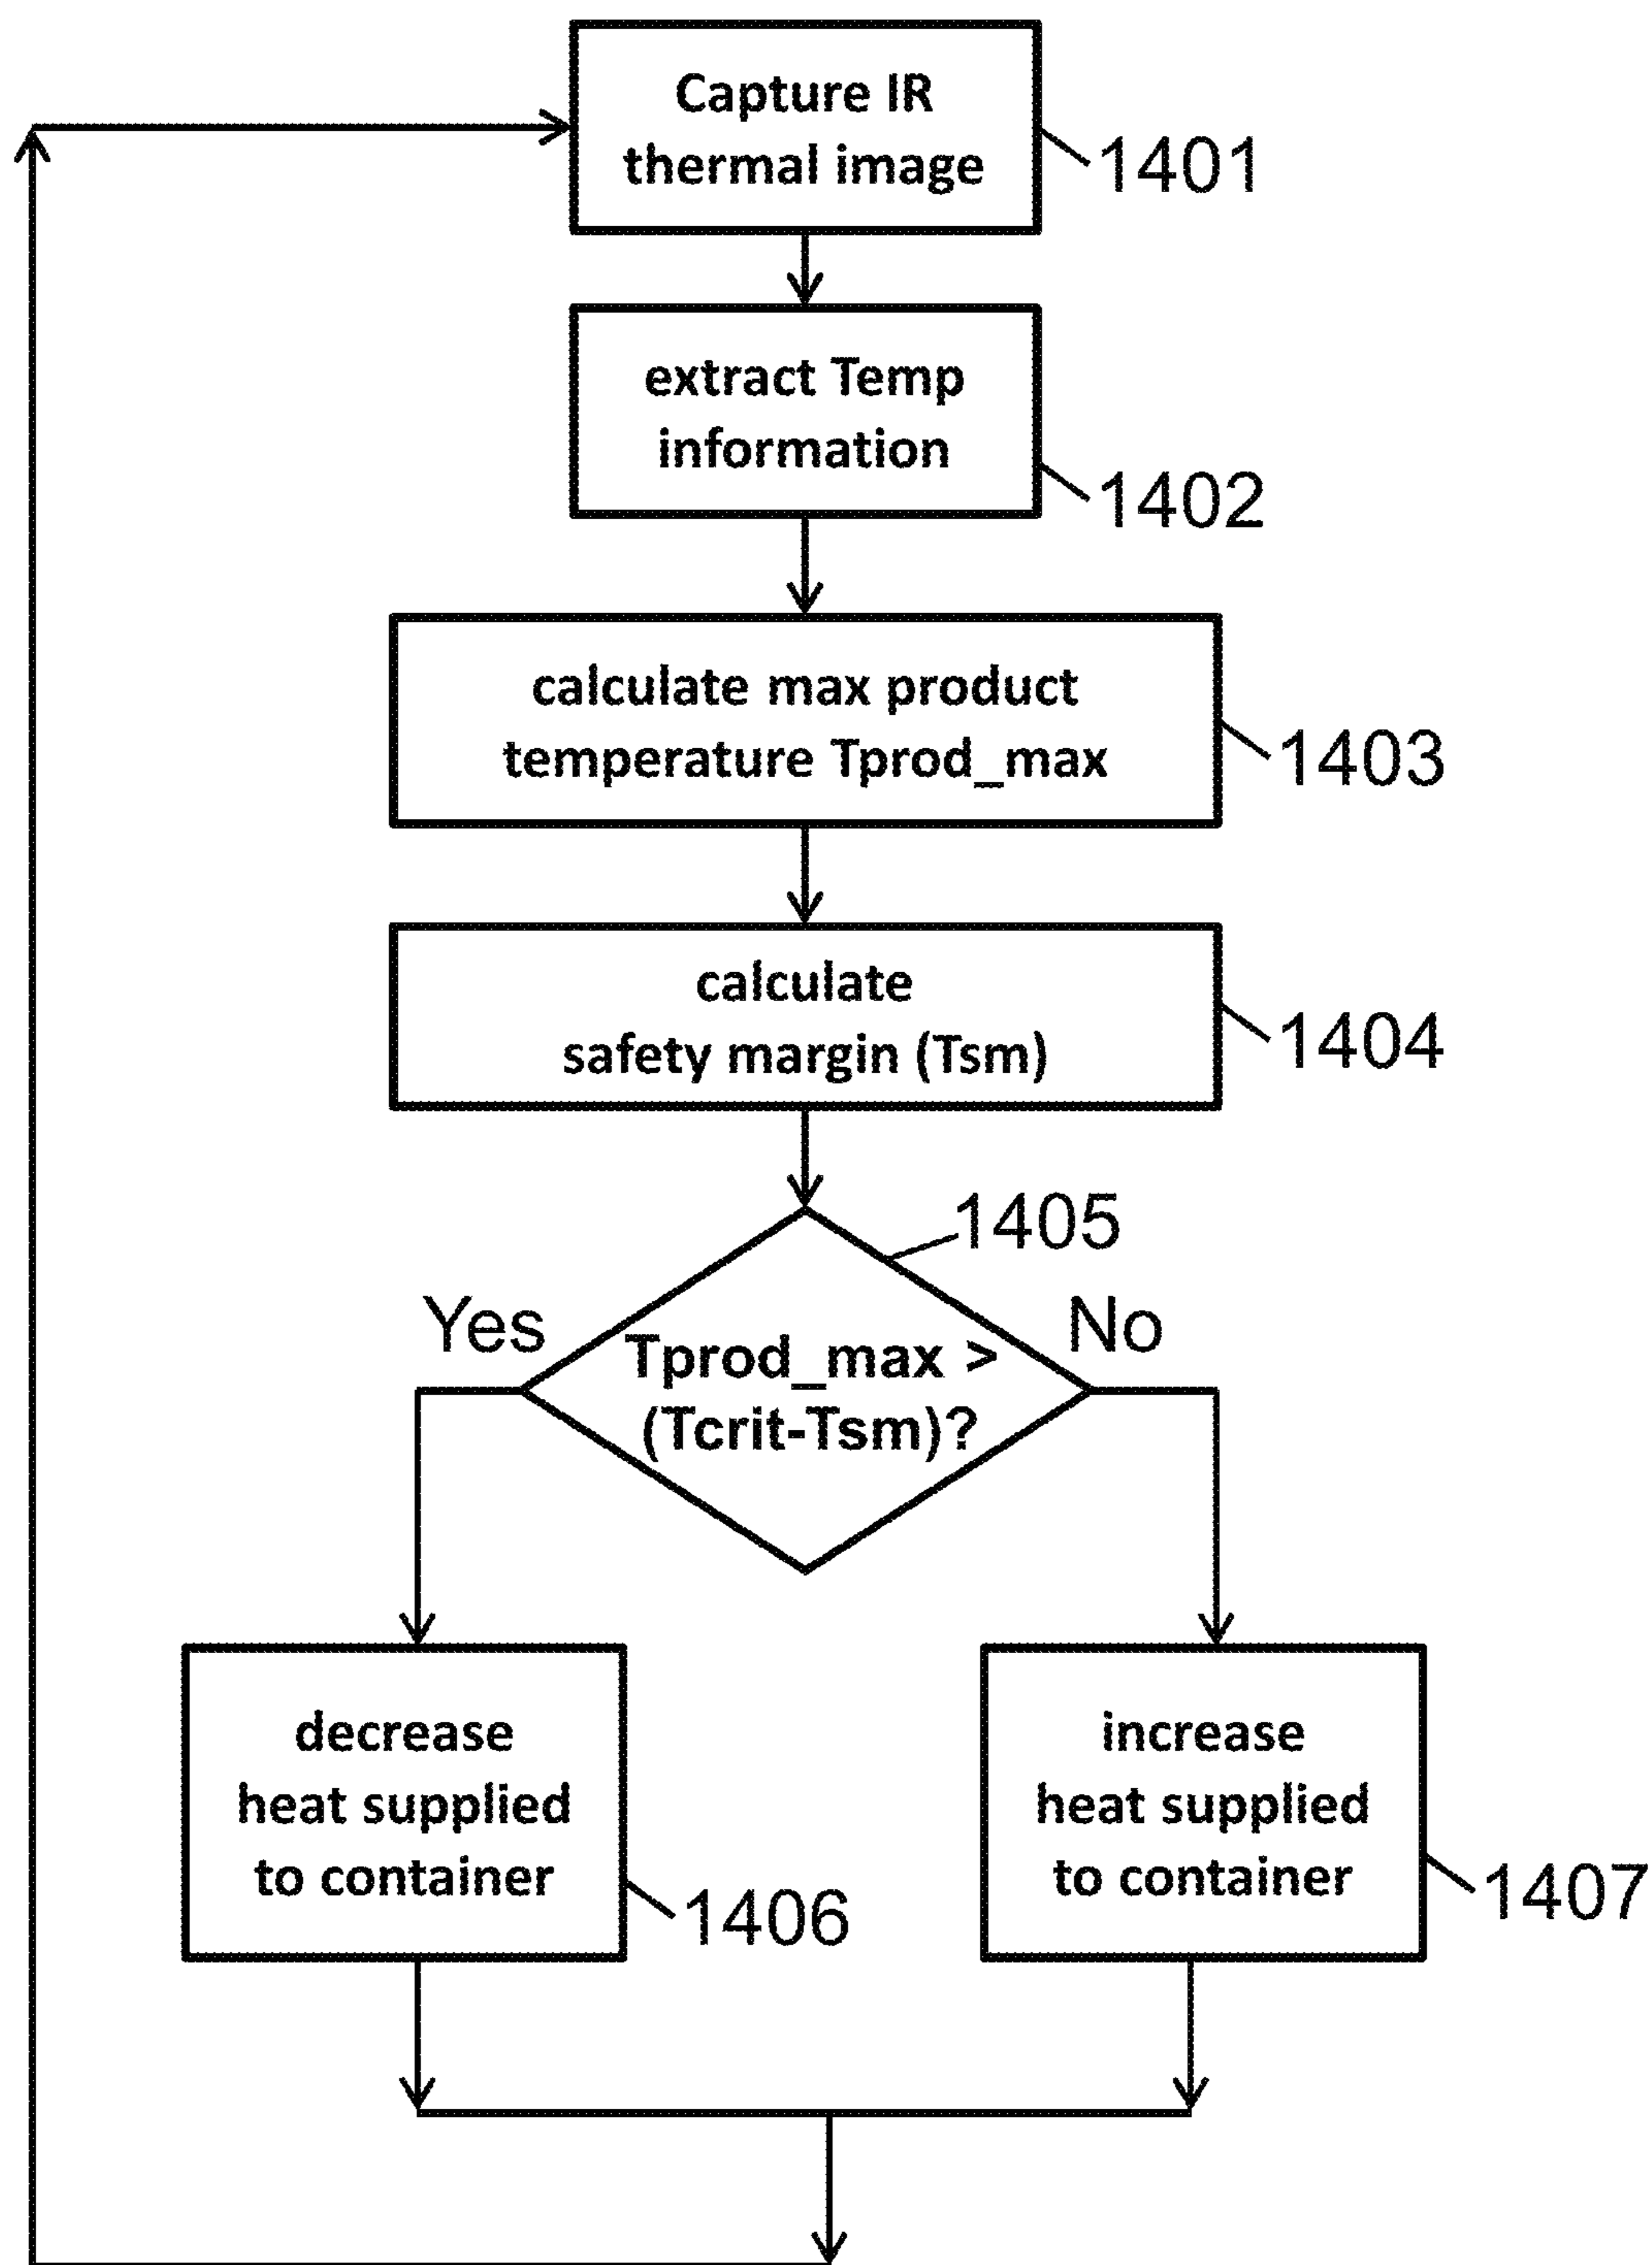 Capture IR
thermal image
1401
extract Temp
information
1402
calculate max product
temperature Tprod_max
1403
calculate
safety margin (Tsm)
1404
1405
Yes
No
Tprod_max >
(Tcrit-Tsm)?
decrease
heat supplied
to container
1406
increase
heat supplied
to container
1407